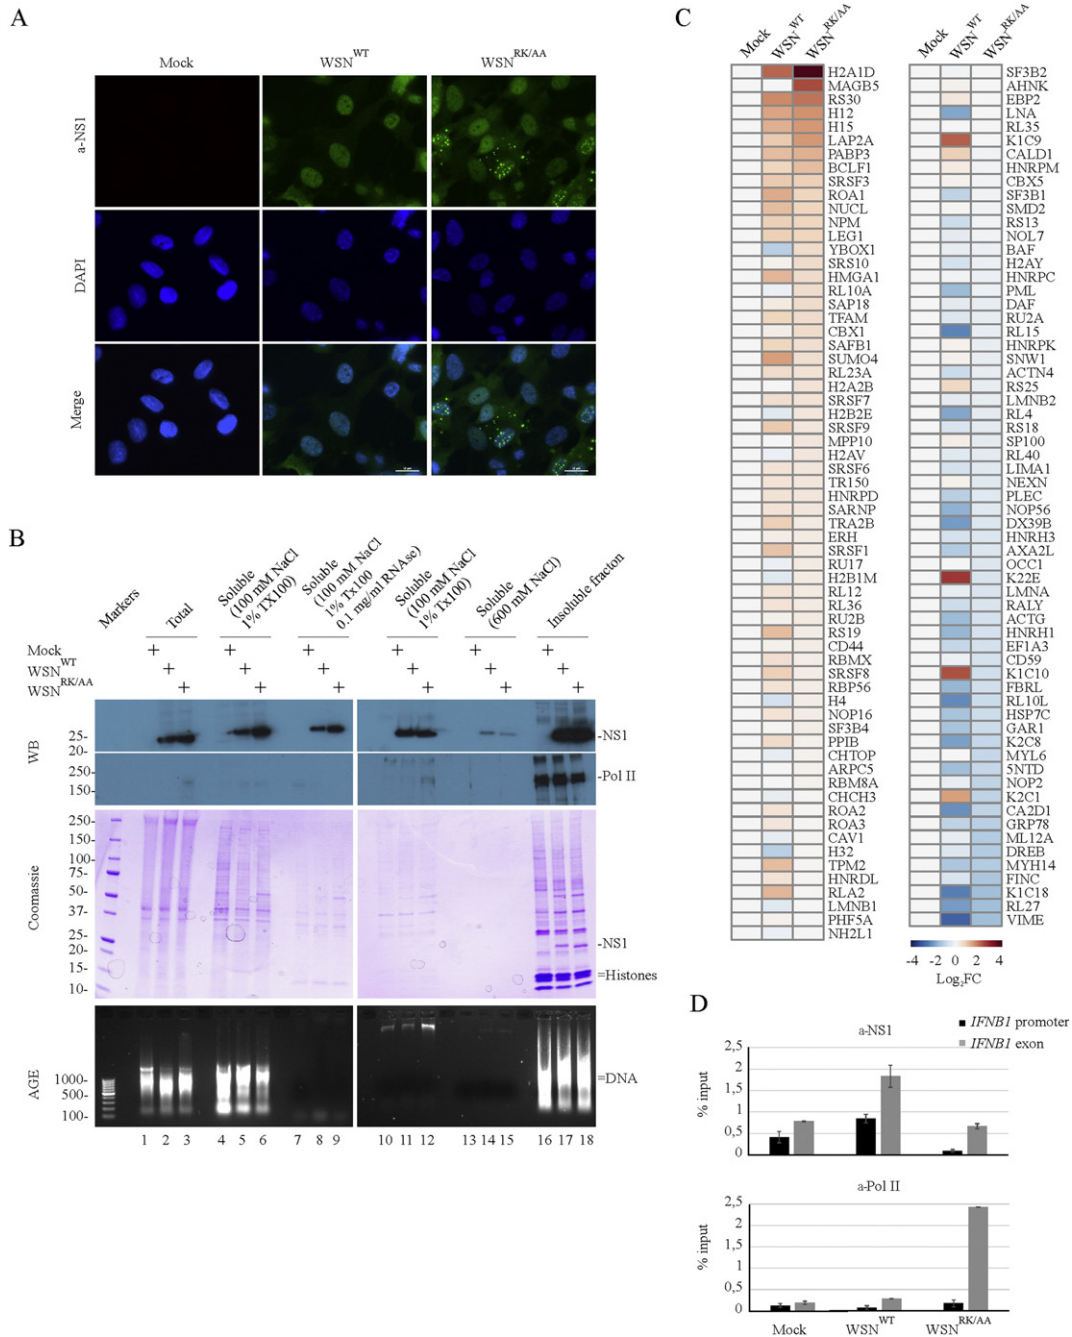 A
Mock
WSN^WT
WSN^RK/AA
a-NS1
DAPI
Merge
B
Markers
Total
Soluble
(100 mM NaCl
1% TX100)
Soluble
(100 mM NaCl
1% Tx100
0.1 mg/ml RNAse)
Soluble
(100 mM NaCl
1% Tx100)
Soluble
(600 mM NaCl)
Insoluble fracton
Mock + + + + + +
WSN^WT + + + + + +
WSN^RK/AA + + + + + +
WB
25-
20-
-NS1
250-
150-
-Pol II
Coomassie
250-
150-
100-
75-
50-
37-
25-
20-
15-
10-
-NS1
=Histones
AGE
1000-
500-
100-
=DNA
1 2 3 4 5 6 7 8 9 10 11 12 13 14 15 16 17 18
C
Mock
WSN^WT
WSN^RK/AA
H2A1D
MAGB5
RS30
H12
H15
LAP2A
PABP3
BCLF1
SRSF3
ROA1
NUCL
NPM
LEG1
YBOX1
SRS10
HMGA1
RL10A
SAP18
TFAM
CBX1
SAFB1
SUMO4
RL23A
H2A2B
SRSF7
H2B2E
SRSF9
MPP10
H2AV
SRSF6
TR150
HNRPD
SARNP
TRA2B
ERH
SRSF1
RU17
H2B1M
RL12
RL36
RU2B
RS19
CD44
RBMX
SRSF8
RBP56
H4
NOP16
SF3B4
PPIB
CHTOP
ARPC5
RBM8A
CHCH3
ROA2
ROA3
CAV1
H32
TPM2
HNRDL
RLA2
LMNB1
PHF5A
NH2L1
Mock
WSN^WT
WSN^RK/AA
SF3B2
AHNK
EBP2
LNA
RL35
K1C9
CALD1
HNRPM
CBX5
SF3B1
SMD2
RS13
NOL7
BAF
H2AY
HNRPC
PML
DAF
RU2A
RL15
HNRPK
SNW1
ACTN4
RS25
LMNB2
RL4
RS18
SP100
RL40
LIMA1
NEXN
PLEC
NOP56
DX39B
HNRH3
AXA2L
OCC1
K22E
LMNA
RALY
ACTG
HNRH1
EF1A3
CD59
K1C10
FBRL
RL10L
HSP7C
GAR1
K2C8
MYL6
5NTD
NOP2
K2C1
CA2D1
GRP78
ML12A
DREB
MYH14
FINC
K1C18
RL27
VIME
-4 -2 0 2 4
Log₂FC
D
a-NS1
IFNB1 promoter
IFNB1 exon
% input
2,5
2
1,5
1
0,5
0
a-Pol II
% input
2,5
2
1,5
1
0,5
0
Mock
WSN^WT
WSN^RK/AA